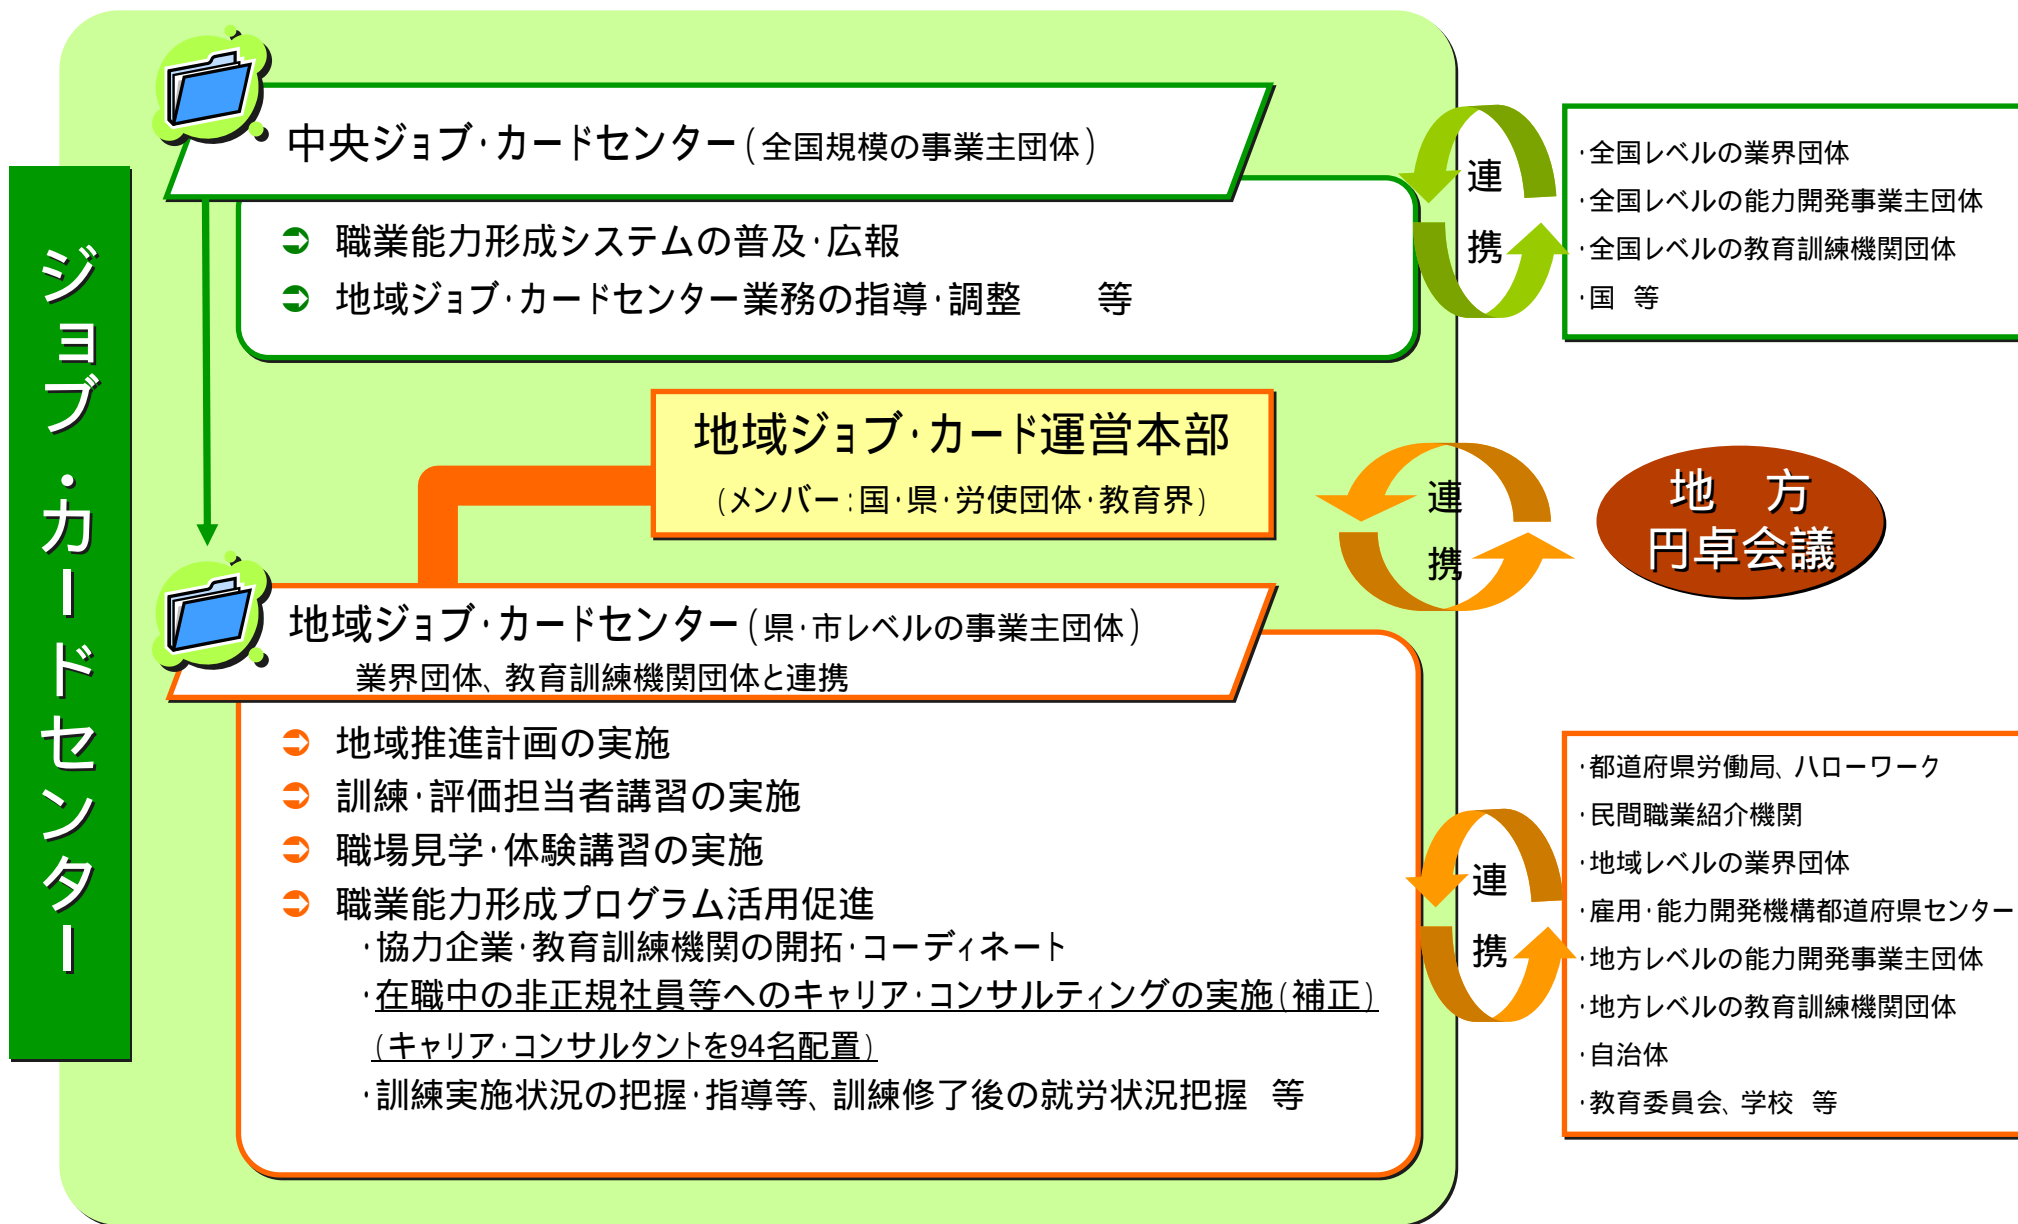 ジョブ・カードセンター
中央ジョブ・カードセンター(全国規模の事業主団体)
職業能力形成システムの普及・広報
地域ジョブ・カードセンター業務の指導・調整　　等
連携
・全国レベルの業界団体
・全国レベルの能力開発事業主団体
・全国レベルの教育訓練機関団体
・国　等
地域ジョブ・カード運営本部
(メンバー：国・県・労使団体・教育界)
連携
地　方
円卓会議
地域ジョブ・カードセンター(県・市レベルの事業主団体)
業界団体、教育訓練機関団体と連携
地域推進計画の実施
訓練・評価担当者講習の実施
職場見学・体験講習の実施
職業能力形成プログラム活用促進
・協力企業・教育訓練機関の開拓・コーディネート
・在職中の非正規社員等へのキャリア・コンサルティングの実施(補正)
(キャリア・コンサルタントを94名配置)
・訓練実施状況の把握・指導等、訓練修了後の就労状況把握　等
連携
・都道府県労働局、ハローワーク
・民間職業紹介機関
・地域レベルの業界団体
・雇用・能力開発機構都道府県センター
・地方レベルの能力開発事業主団体
・地方レベルの教育訓練機関団体
・自治体
・教育委員会、学校　等